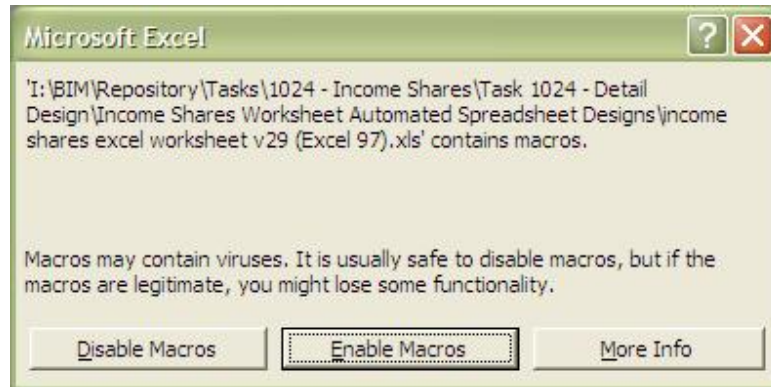 Microsoft Excel
'I:\BIM\Repository\Tasks\1024 - Income Shares\Task 1024 - Detail
Design\Income Shares Worksheet Automated Spreadsheet Designs\income
shares excel worksheet v29 (Excel 97).xls' contains macros.
Macros may contain viruses. It is usually safe to disable macros, but if the
macros are legitimate, you might lose some functionality.
Disable Macros
Enable Macros
More Info